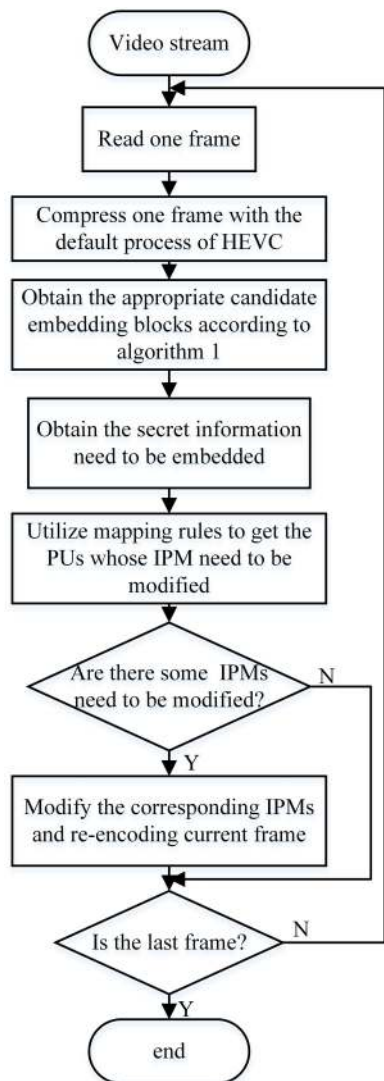 Video stream
Read one frame
Compress one frame with the
default process of HEVC
Obtain the appropriate candidate
embedding blocks according to
algorithm 1
Obtain the secret information
need to be embedded
Utilize mapping rules to get the
PUs whose IPM need to be
modified
Are there some IPMs
need to be modified?
N
Y
Modify the corresponding IPMs
and re-encoding current frame
Is the last frame?
N
Y
end